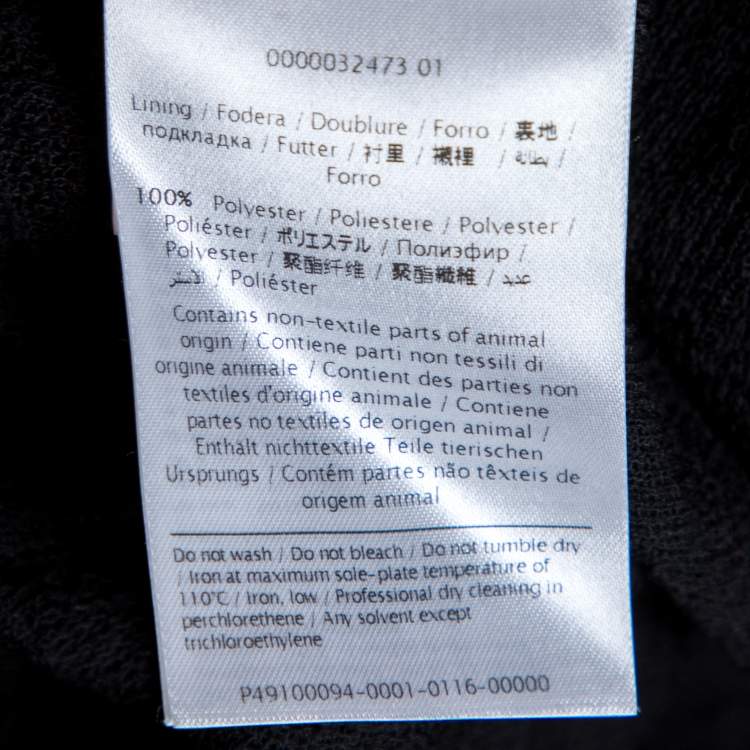 0000032473 01
Lining / Fodera / Doublure / Forro / 裏地 /
подкладка / Futter / 衬里 / 襯裡 / بطانة /
Forro
100% Polyester / Poliestere / Polyester /
Poliéster / ポリエステル / Полиэфир /
Polyester / 聚酯纤维 / 聚酯纖維 / عديد
الاستر / Poliéster
Contains non-textile parts of animal
origin / Contiene parti non tessili di
origine animale / Contient des parties non
textiles d'origine animale / Contiene
partes no textiles de origen animal /
Enthält nichttextile Teile tierischen
Ursprungs / Contém partes não têxteis de
origem animal
Do not wash / Do not bleach / Do not tumble dry
/ Iron at maximum sole-plate temperature of
110°C / Iron, low / Professional dry cleaning in
perchlorethene / Any solvent except
trichloroethylene
P49100094-0001-0116-00000